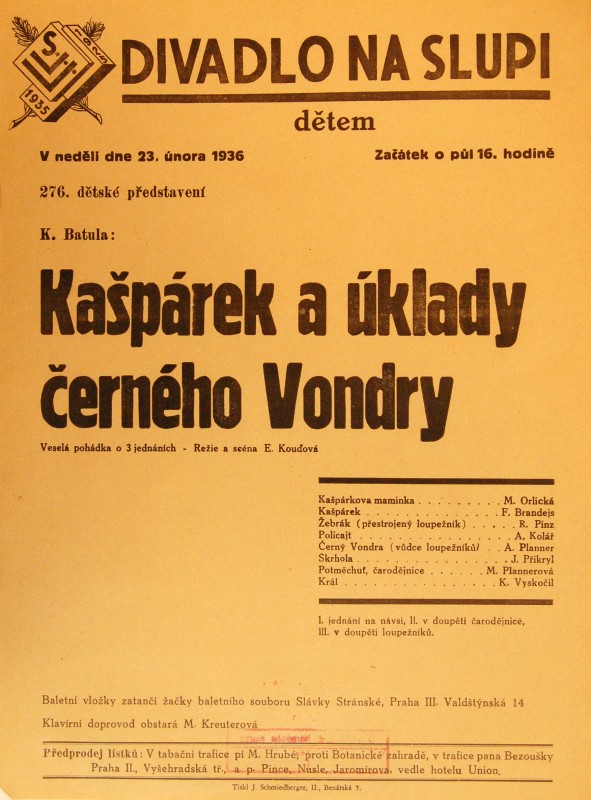 S.V.J.
1935
DIVADLO NA SLUPI
dětem
V neděli dne 23. února 1936 Začátek o půl 16. hodině
276. dětské představení
K. Batula:
Kašpárek a úklady
černého Vondry
Veselá pohádka o 3 jednáních - Režie a scéna E. Kouďová
Kašpárkova maminka . . . . . . . . . M. Orlická
Kašpárek . . . . . . . . . . . . . . F. Brandejs
Žebrák (přestrojený loupežník) . . . . . R. Pinz
Policajt . . . . . . . . . . . . . . . A. Kolář
Černý Vondra (vůdce loupežníků) . . A. Planner
Skrhola . . . . . . . . . . . . . . . J. Přikryl
Potměchuť, čarodějnice . . . . . . M. Plannerová
Král . . . . . . . . . . . . . . . K. Vyskočil
I. jednání na návsi, II. v doupěti čarodějnice,
III. v doupěti loupežníků.
Baletní vložky zatančí žačky baletního souboru Slávky Stránské, Praha III. Valdštýnská 14
Klavírní doprovod obstará M. Kreuterová
Předprodej lístků: V tabační trafice pí M. Hrubé, proti Botanické zahradě, v trafice pana Bezoušky
Praha II., Vyšehradská tř., a p. Pince, Nusle, Jaromírova, vedle hotelu Union.
Tiskl J. Schmiedberger, II., Benátská 7.